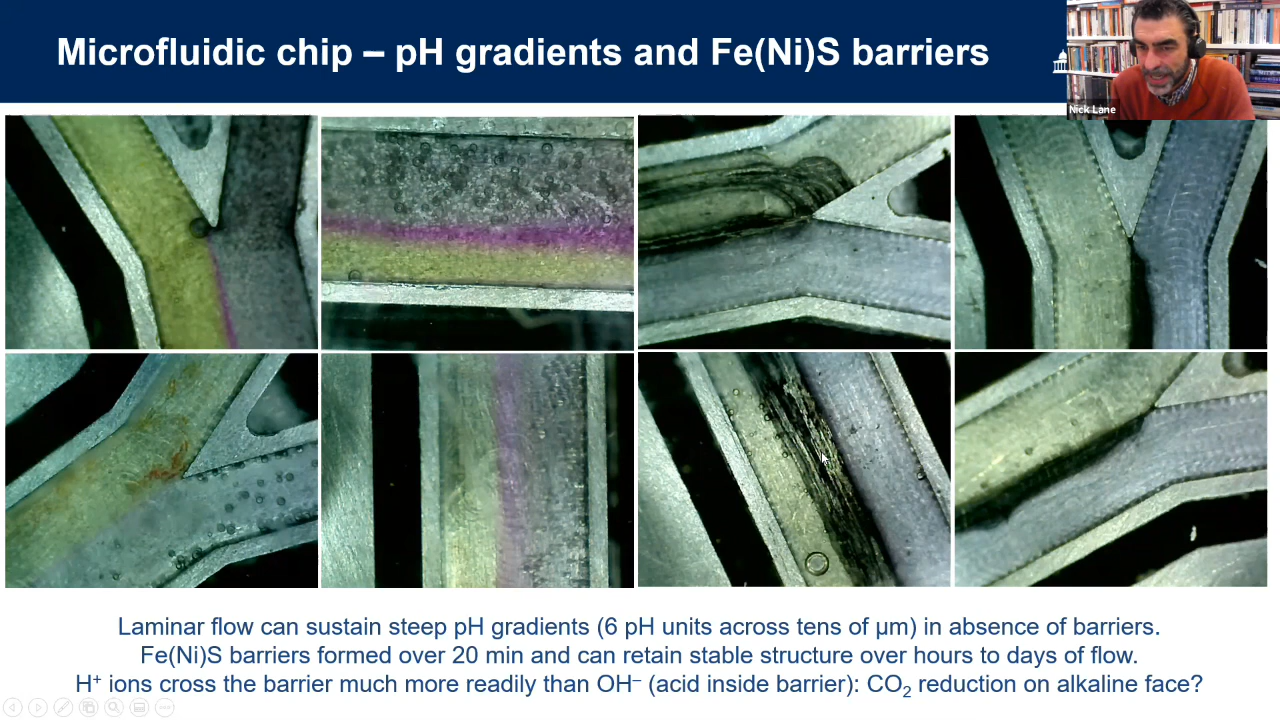 Microfluidic chip – pH gradients and Fe(Ni)S barriers
Nick Lane
Laminar flow can sustain steep pH gradients (6 pH units across tens of µm) in absence of barriers.
Fe(Ni)S barriers formed over 20 min and can retain stable structure over hours to days of flow.
H⁺ ions cross the barrier much more readily than OH⁻ (acid inside barrier): CO₂ reduction on alkaline face?